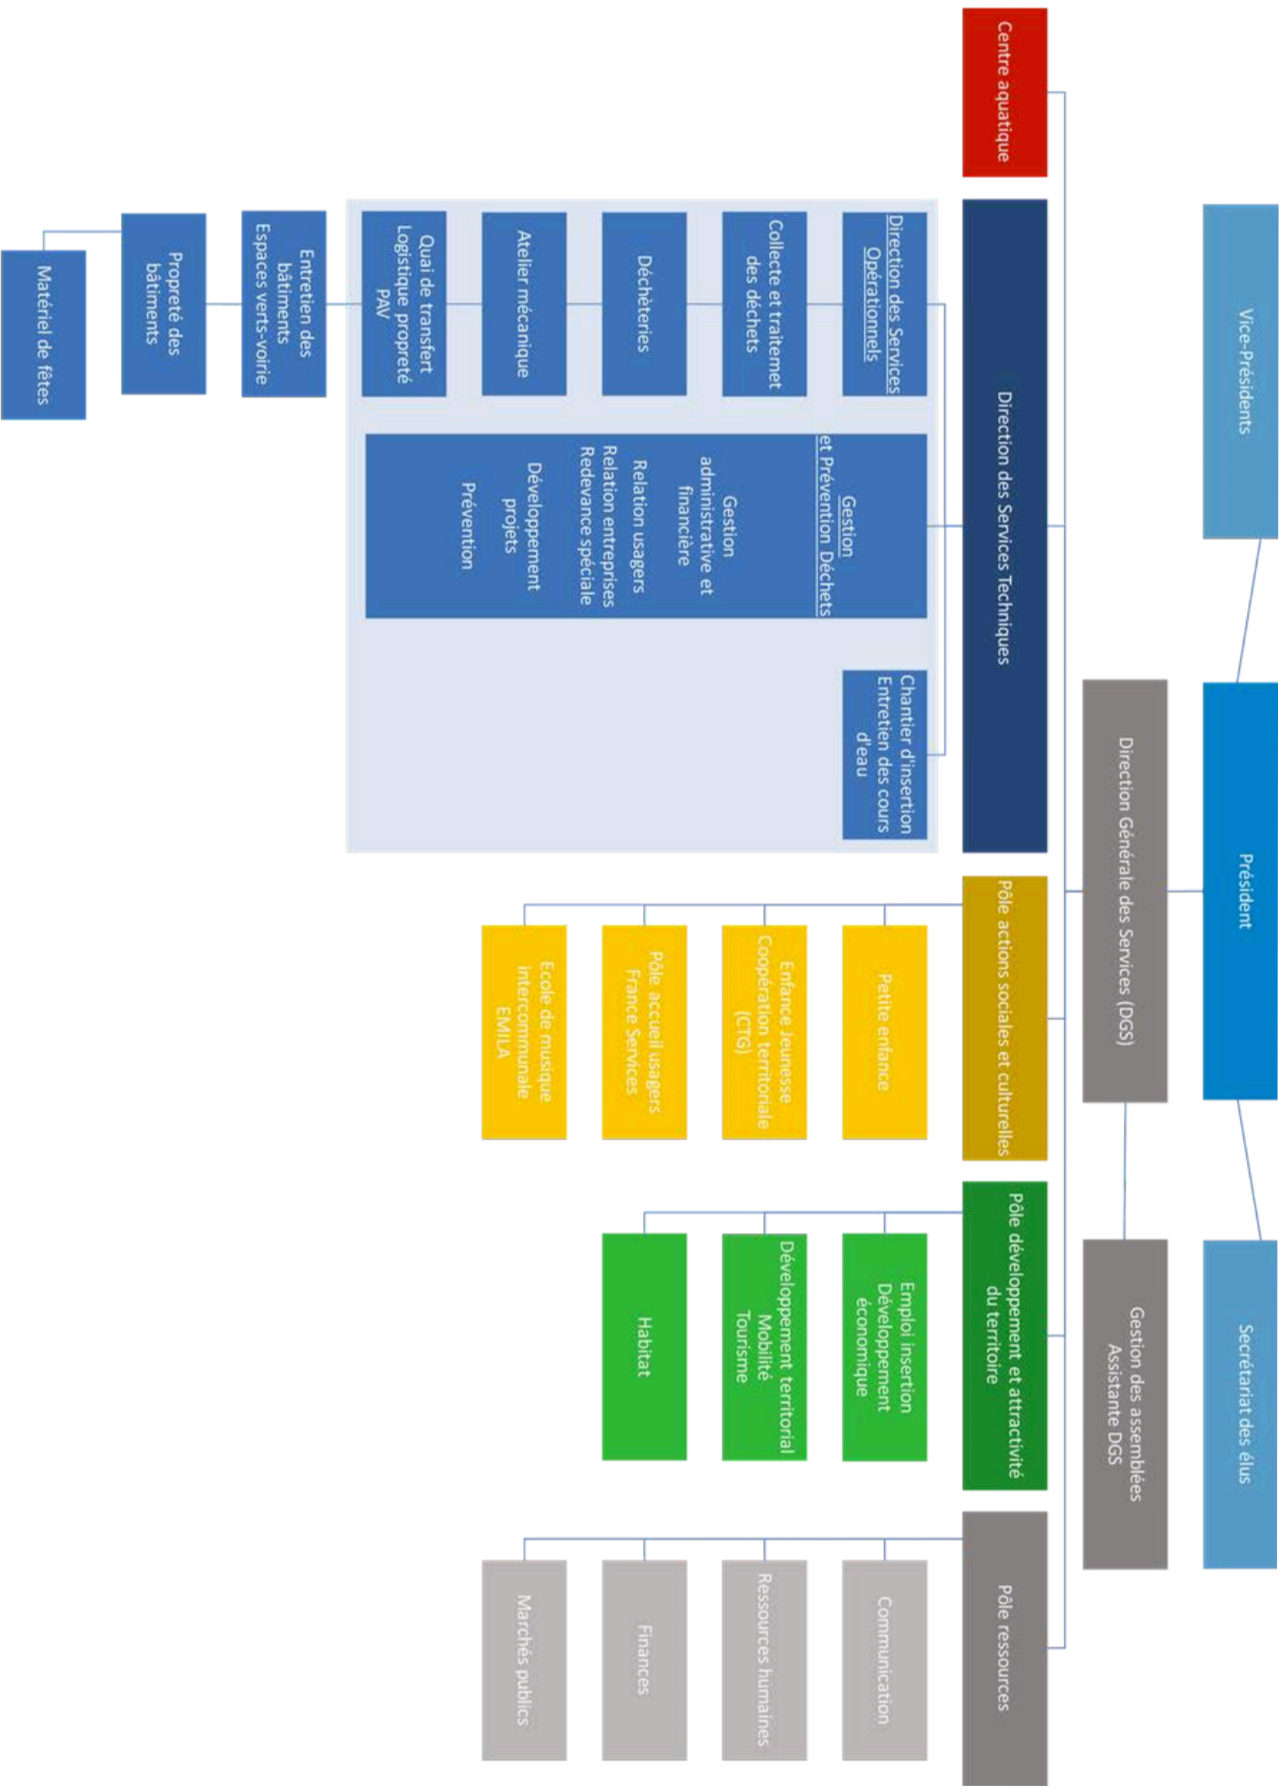 Vice-Présidents
Président
Secrétariat des élus
Direction Générale des Services (DGS)
Gestion des assemblées
Assistante DGS
Centre aquatique
Direction des Services Techniques
Pôle actions sociales et culturelles
Pôle développement et attractivité
du territoire
Pôle ressources
Direction des Services
Opérationnels
Collecte et traitemet
des déchets
Déchèteries
Atelier mécanique
Quai de transfert
Logistique propreté
PAV
Entretien des
bâtiments
Espaces verts-voirie
Propreté des
bâtiments
Matériel de fêtes
Gestion
et Prévention Déchets
Gestion
administrative et
financière
Relation usagers
Relation entreprises
Redevance spéciale
Développement
projets
Prévention
Chantier d'insertion
Entretien des cours
d'eau
Petite enfance
Enfance Jeunesse
Coopération territoriale
(CTG)
Pôle accueil usagers
France Services
Ecole de musique
intercommunale
EMILA
Emploi insertion
Développement
économique
Développement territorial
Mobilité
Tourisme
Habitat
Communication
Ressources humaines
Finances
Marchés publics